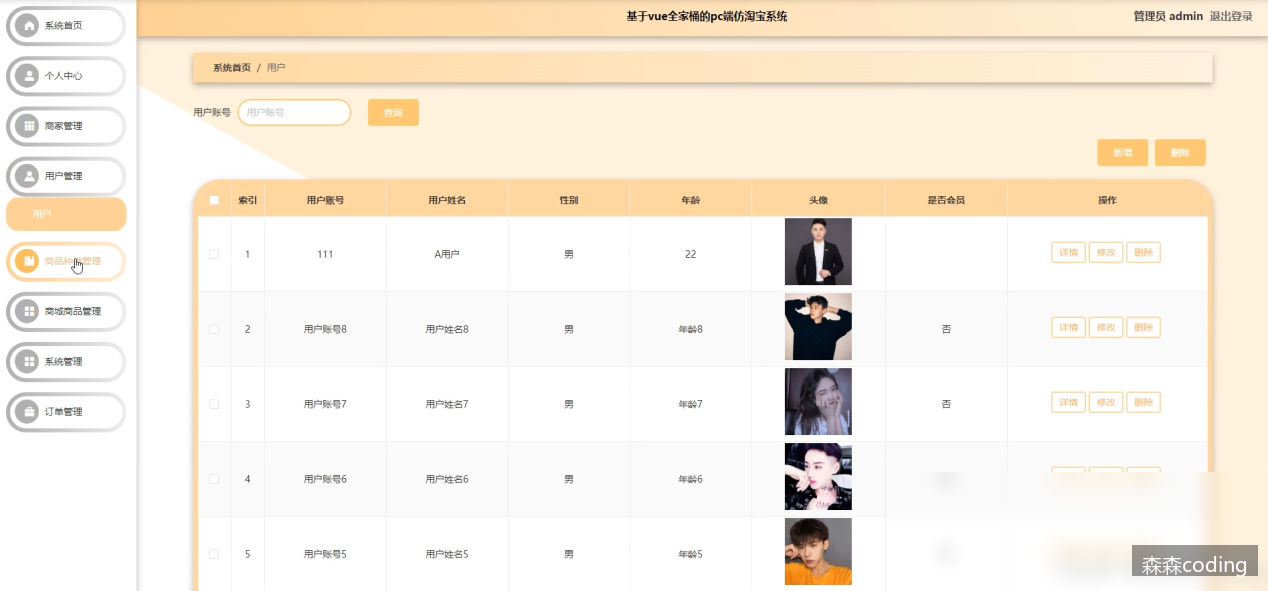 系统首页
个人中心
商家管理
用户管理
用户
商品种类管理
商城商品管理
系统管理
订单管理
基于vue全家桶的pc端仿淘宝系统
管理员 admin 退出登录
系统首页 / 用户
用户账号 用户账号 查询
新增 删除
索引 用户账号 用户姓名 性别 年龄 头像 是否会员 操作
1 111 A用户 男 22 详情 修改 删除
2 用户账号8 用户姓名8 男 年龄8 否 详情 修改 删除
3 用户账号7 用户姓名7 男 年龄7 否 详情 修改 删除
4 用户账号6 用户姓名6 男 年龄6
5 用户账号5 用户姓名5 男 年龄5
森森coding